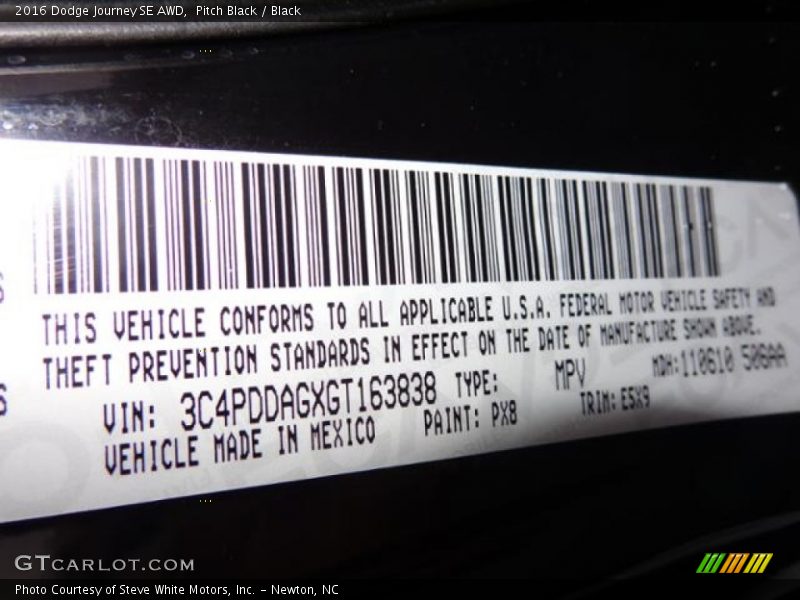 2016 Dodge Journey SE AWD, Pitch Black / Black
THIS VEHICLE CONFORMS TO ALL APPLICABLE U.S.A. FEDERAL MOTOR VEHICLE SAFETY AND
THEFT PREVENTION STANDARDS IN EFFECT ON THE DATE OF MANUFACTURE SHOWN ABOVE.
VIN: 3C4PDDAGXGT163838 TYPE: MPV MDH:110610 506AA
VEHICLE MADE IN MEXICO PAINT: PX8 TRIM: E5X9
GTCARLOT.COM
Photo Courtesy of Steve White Motors, Inc. - Newton, NC